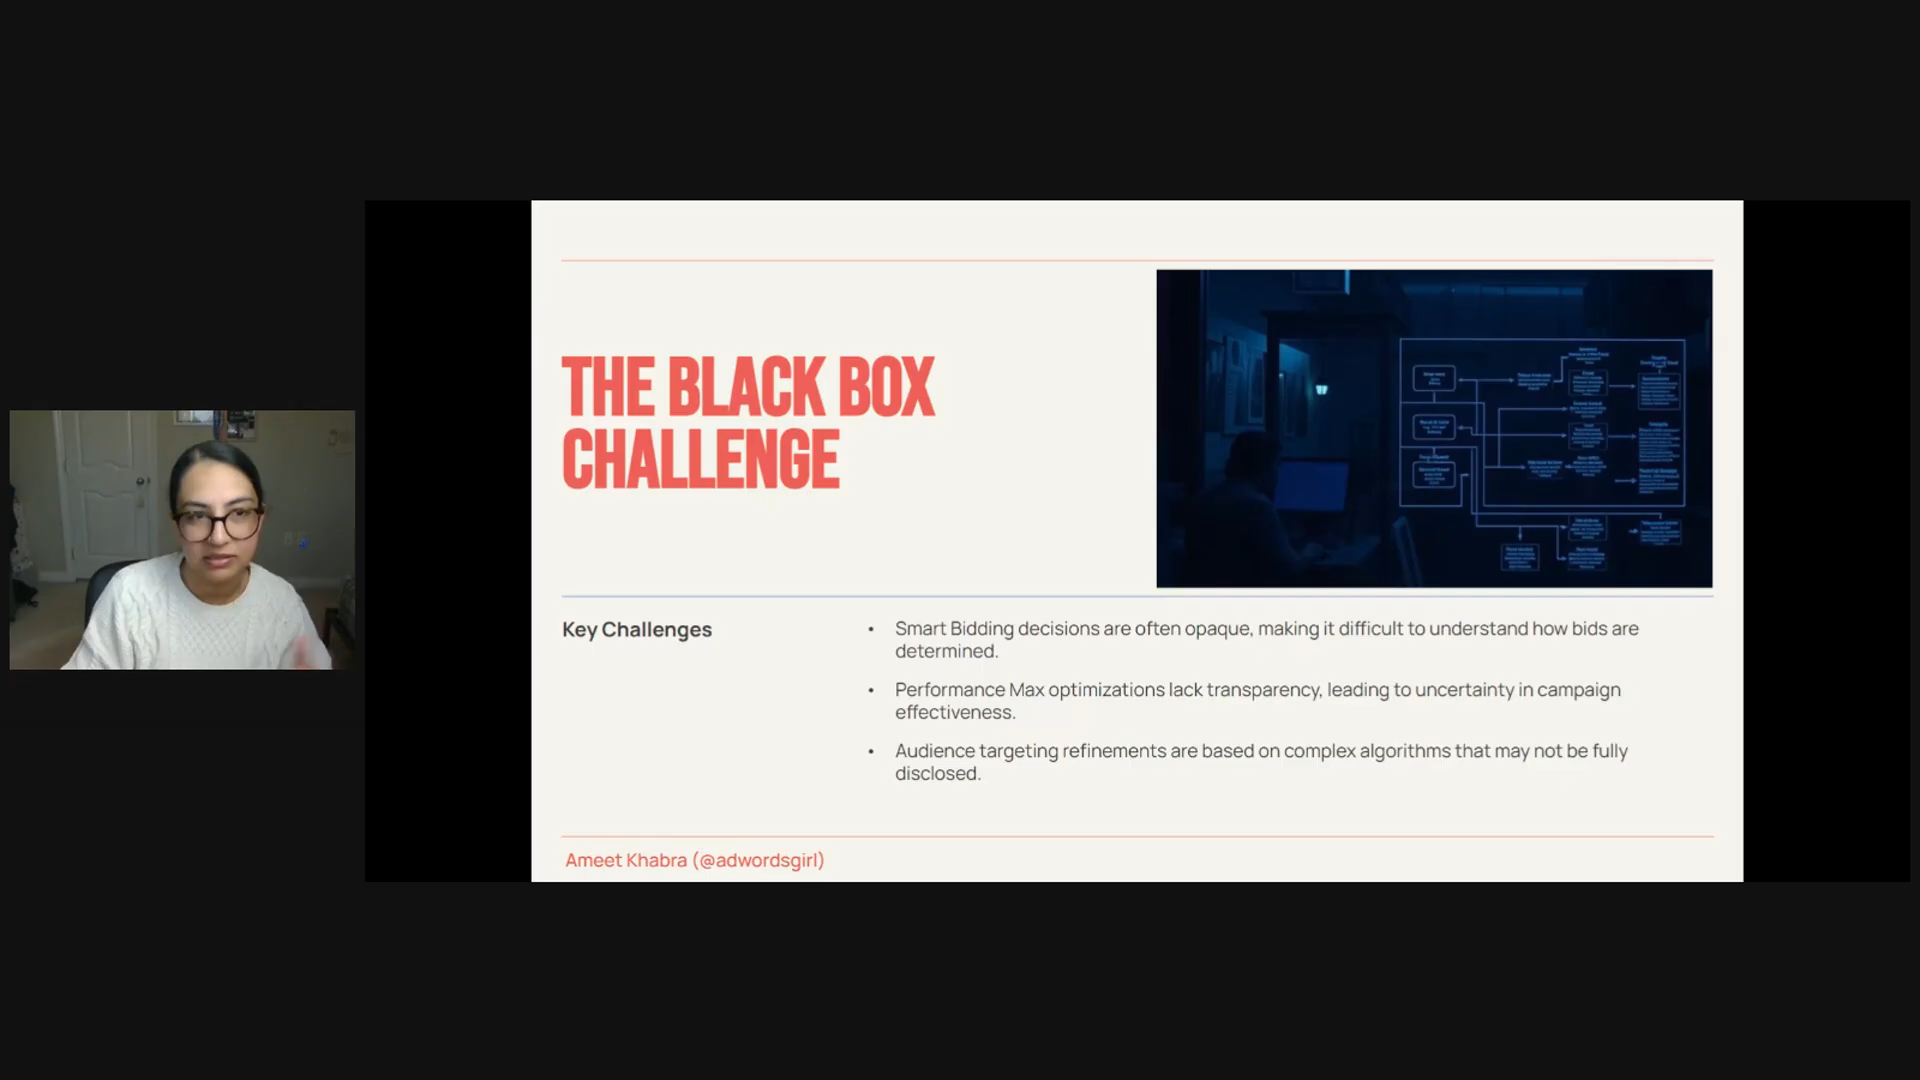 THE BLACK BOX
CHALLENGE
Key Challenges
• Smart Bidding decisions are often opaque, making it difficult to understand how bids are
determined.
• Performance Max optimizations lack transparency, leading to uncertainty in campaign
effectiveness.
• Audience targeting refinements are based on complex algorithms that may not be fully
disclosed.
Ameet Khabra (@adwordsgirl)